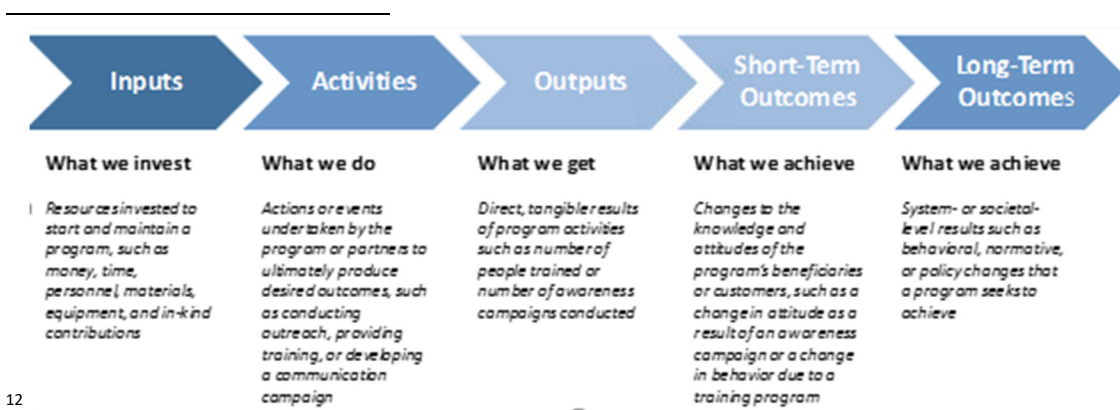 Inputs
Activities
Outputs
Short-Term
Outcomes
Long-Term
Outcomes
What we invest
Resources invested to
start and maintain a
program, such as
money, time,
personnel, materials,
equipment, and in-kind
contributions
What we do
Actions or events
undertaken by the
program or partners to
ultimately produce
desired outcomes, such
as conducting
outreach, providing
training, or developing
a communication
campaign
What we get
Direct, tangible results
of program activities
such as number of
people trained or
number of awareness
campaigns conducted
What we achieve
Changes to the
knowledge and
attitudes of the
program's beneficiaries
or customers, such as a
change in attitude as a
result of an awareness
campaign or a change
in behavior due to a
training program
What we achieve
System- or societal-
level results such as
behavioral, normative,
or policy changes that
a program seeks to
achieve
12